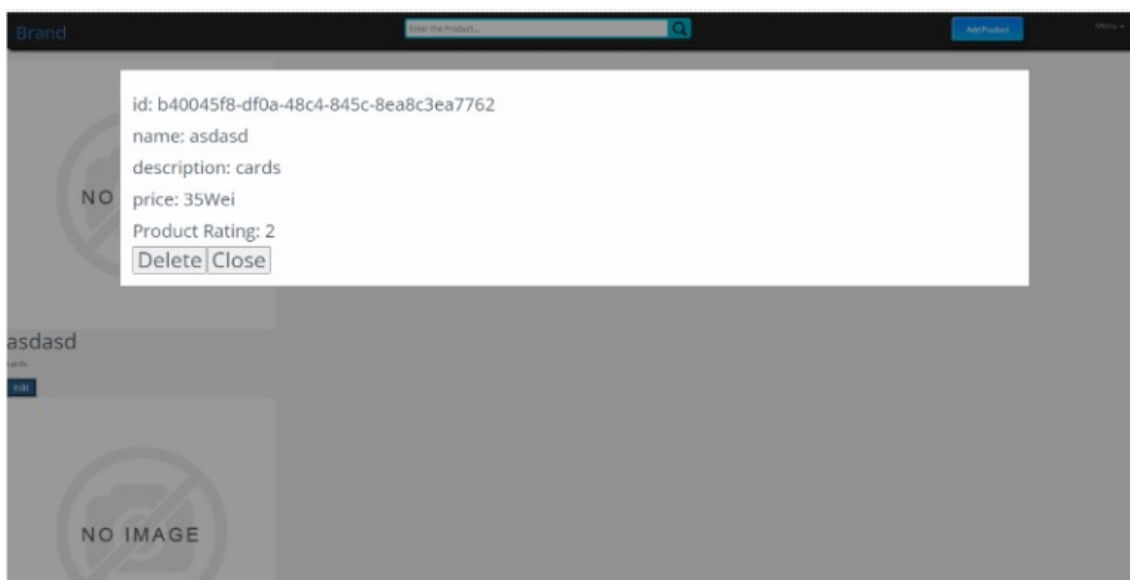 Brand
Enter the Product...
Add Product
Menu
id: b40045f8-df0a-48c4-845c-8ea8c3ea7762
name: asdasd
description: cards
price: 35Wei
Product Rating: 2
Delete Close
NO
asdasd
cards
Edit
NO IMAGE